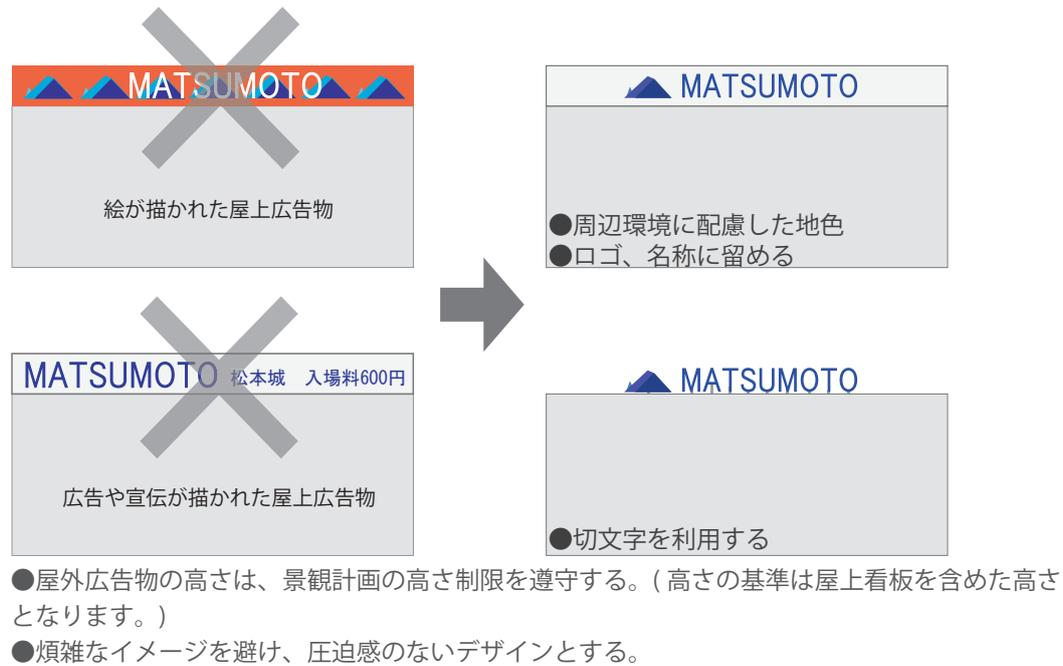 MATSUMOTO
絵が描かれた屋上広告物
MATSUMOTO
●周辺環境に配慮した地色
●ロゴ、名称に留める
MATSUMOTO 松本城 入場料600円
広告や宣伝が描かれた屋上広告物
MATSUMOTO
●切文字を利用する
●屋外広告物の高さは、景観計画の高さ制限を遵守する。( 高さの基準は屋上看板を含めた高さ
となります。)
●煩雑なイメージを避け、圧迫感のないデザインとする。